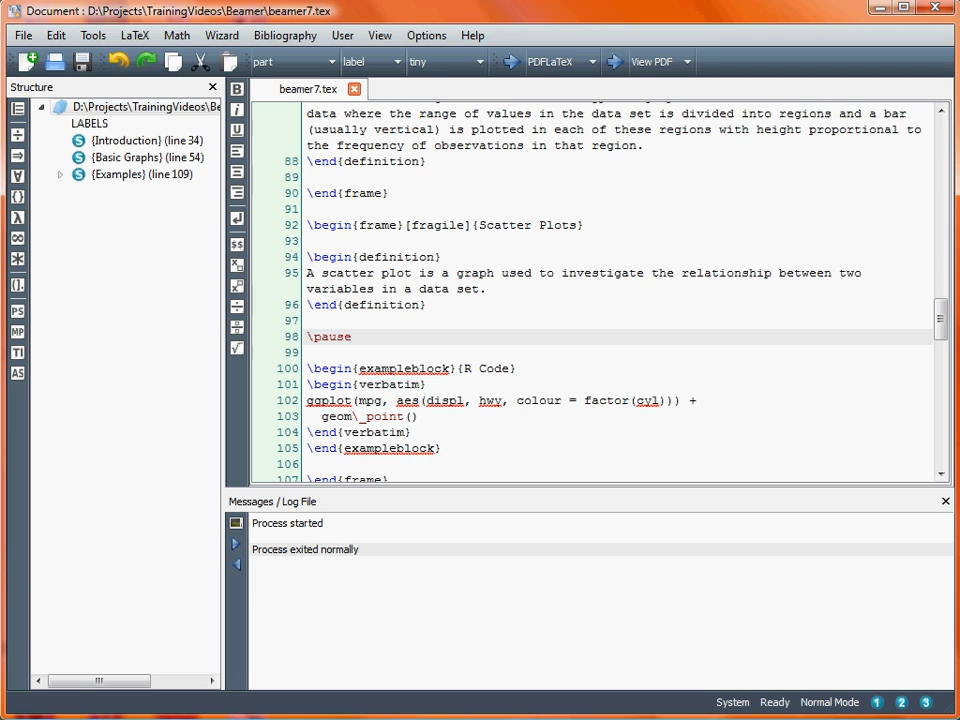 Document : D:\Projects\TrainingVideos\Beamer\beamer7.tex
File Edit Tools LaTeX Math Wizard Bibliography User View Options Help
part label tiny PDFLaTeX View PDF
Structure
beamer7.tex
D:\Projects\TrainingVideos\Be
LABELS
{Introduction} (line 34)
{Basic Graphs} (line 54)
{Examples} (line 109)
data where the range of values in the data set is divided into regions and a bar
(usually vertical) is plotted in each of these regions with height proportional to
the frequency of observations in that region.
88 \end{definition}
89
90 \end{frame}
91
92 \begin{frame}[fragile]{Scatter Plots}
93
94 \begin{definition}
95 A scatter plot is a graph used to investigate the relationship between two
variables in a data set.
96 \end{definition}
97
98 \pause
99
100 \begin{exampleblock}{R Code}
101 \begin{verbatim}
102 ggplot(mpg, aes(displ, hwy, colour = factor(cyl))) +
103 geom\_point()
104 \end{verbatim}
105 \end{exampleblock}
106
107 \end{frame}
Messages / Log File
Process started
Process exited normally
System Ready Normal Mode 1 2 3
B
i
U
$$
PS
MP
TI
AS